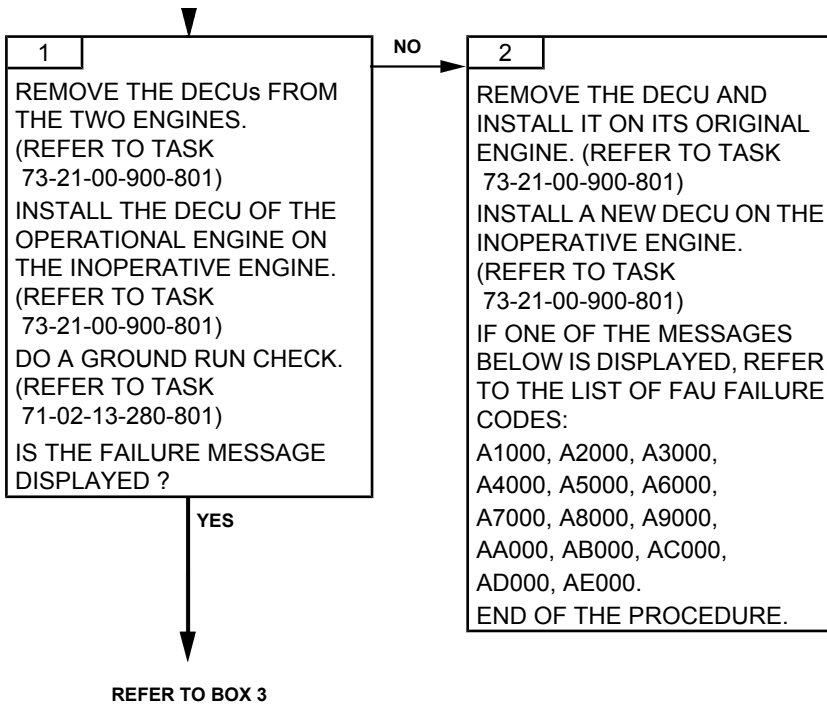 1
REMOVE THE DECUs FROM
THE TWO ENGINES.
(REFER TO TASK
73-21-00-900-801)
INSTALL THE DECU OF THE
OPERATIONAL ENGINE ON
THE INOPERATIVE ENGINE.
(REFER TO TASK
73-21-00-900-801)
DO A GROUND RUN CHECK.
(REFER TO TASK
71-02-13-280-801)
IS THE FAILURE MESSAGE
DISPLAYED ?
NO
2
REMOVE THE DECU AND
INSTALL IT ON ITS ORIGINAL
ENGINE. (REFER TO TASK
73-21-00-900-801)
INSTALL A NEW DECU ON THE
INOPERATIVE ENGINE.
(REFER TO TASK
73-21-00-900-801)
IF ONE OF THE MESSAGES
BELOW IS DISPLAYED, REFER
TO THE LIST OF FAU FAILURE
CODES:
A1000, A2000, A3000,
A4000, A5000, A6000,
A7000, A8000, A9000,
AA000, AB000, AC000,
AD000, AE000.
END OF THE PROCEDURE.
YES
REFER TO BOX 3